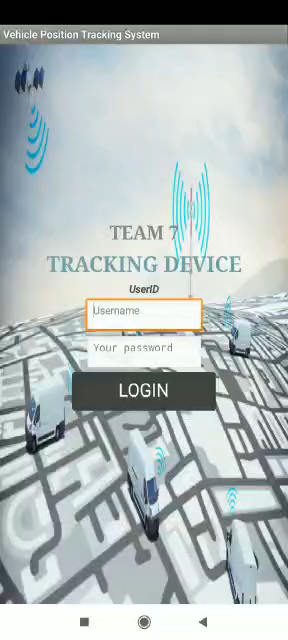 Vehicle Position Tracking System
TEAM 7
TRACKING DEVICE
UserID
Username
Your password
LOGIN